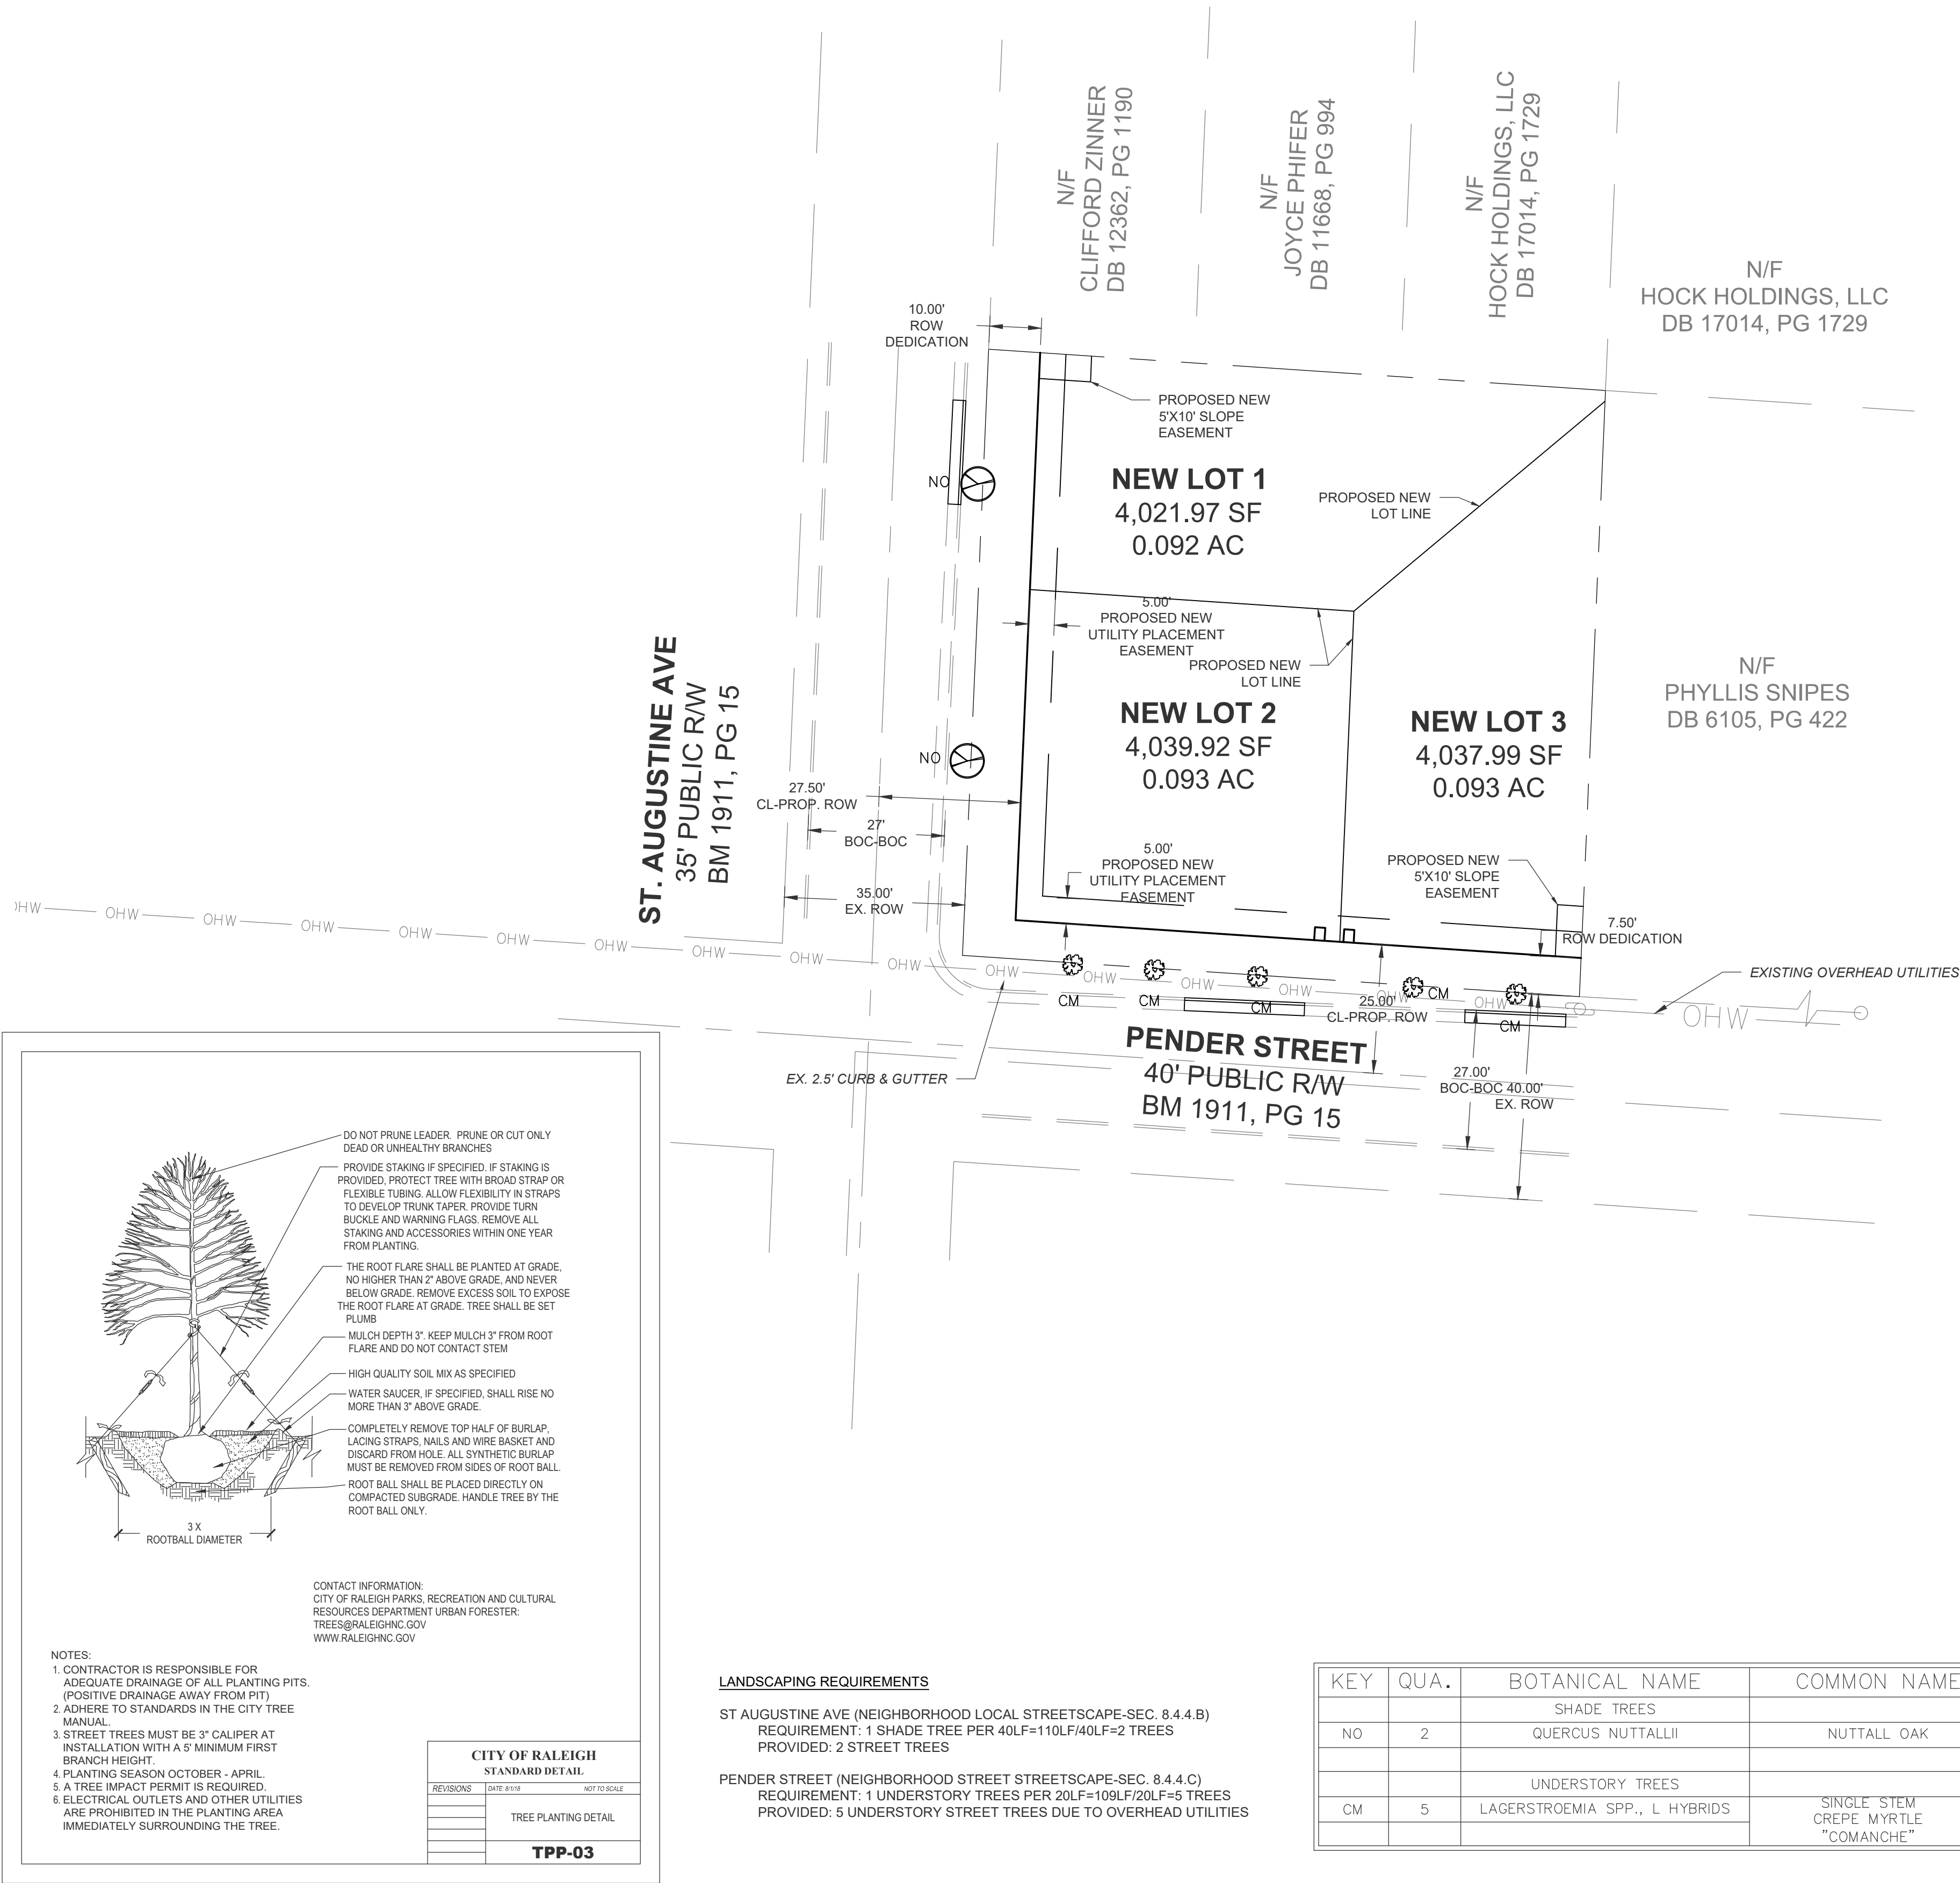 N/F
CLIFFORD ZINNER
DB 12362, PG 1190
N/F
JOYCE PHIFER
DB 11668, PG 994
N/F
HOCK HOLDINGS, LLC
DB 17014, PG 1729
N/F
HOCK HOLDINGS, LLC
DB 17014, PG 1729
10.00'
ROW
DEDICATION
PROPOSED NEW
5'X10' SLOPE
EASEMENT
NEW LOT 1
4,021.97 SF
0.092 AC
PROPOSED NEW
LOT LINE
NO
5.00'
PROPOSED NEW
UTILITY PLACEMENT
EASEMENT
PROPOSED NEW
LOT LINE
N/F
PHYLLIS SNIPES
DB 6105, PG 422
ST. AUGUSTINE AVE
35' PUBLIC R/W
BM 1911, PG 15
NEW LOT 2
4,039.92 SF
0.093 AC
NEW LOT 3
4,037.99 SF
0.093 AC
NO
27.50'
CL-PROP. ROW
27'
BOC-BOC
35.00'
EX. ROW
5.00'
PROPOSED NEW
UTILITY PLACEMENT
EASEMENT
PROPOSED NEW
5'X10' SLOPE
EASEMENT
7.50'
ROW DEDICATION
OHW OHW OHW OHW OHW OHW OHW OHW OHW OHW OHW OHW OHW OHW OHW OHW OHW
EXISTING OVERHEAD UTILITIES
CM CM CM CM CM
25.00'
CL-PROP. ROW
PENDER STREET
40' PUBLIC R/W
BM 1911, PG 15
EX. 2.5' CURB & GUTTER
27.00'
BOC-BOC
40.00'
EX. ROW
DO NOT PRUNE LEADER. PRUNE OR CUT ONLY
DEAD OR UNHEALTHY BRANCHES
PROVIDE STAKING IF SPECIFIED. IF STAKING IS
PROVIDED, PROTECT TREE WITH BROAD STRAP OR
FLEXIBLE TUBING. ALLOW FLEXIBILITY IN STRAPS
TO DEVELOP TRUNK TAPER. PROVIDE TURN
BUCKLE AND WARNING FLAGS. REMOVE ALL
STAKING AND ACCESSORIES WITHIN ONE YEAR
FROM PLANTING.
THE ROOT FLARE SHALL BE PLANTED AT GRADE,
NO HIGHER THAN 2" ABOVE GRADE, AND NEVER
BELOW GRADE. REMOVE EXCESS SOIL TO EXPOSE
THE ROOT FLARE AT GRADE. TREE SHALL BE SET
PLUMB
MULCH DEPTH 3". KEEP MULCH 3" FROM ROOT
FLARE AND DO NOT CONTACT STEM
HIGH QUALITY SOIL MIX AS SPECIFIED
WATER SAUCER, IF SPECIFIED, SHALL RISE NO
MORE THAN 3" ABOVE GRADE.
COMPLETELY REMOVE TOP HALF OF BURLAP,
LACING STRAPS, NAILS AND WIRE BASKET AND
DISCARD FROM HOLE. ALL SYNTHETIC BURLAP
MUST BE REMOVED FROM SIDES OF ROOT BALL.
ROOT BALL SHALL BE PLACED DIRECTLY ON
COMPACTED SUBGRADE. HANDLE TREE BY THE
ROOT BALL ONLY.
3 X
ROOTBALL DIAMETER
CONTACT INFORMATION:
CITY OF RALEIGH PARKS, RECREATION AND CULTURAL
RESOURCES DEPARTMENT URBAN FORESTER:
TREES@RALEIGHNC.GOV
WWW.RALEIGHNC.GOV
NOTES:
1. CONTRACTOR IS RESPONSIBLE FOR
ADEQUATE DRAINAGE OF ALL PLANTING PITS.
(POSITIVE DRAINAGE AWAY FROM PIT)
2. ADHERE TO STANDARDS IN THE CITY TREE
MANUAL.
3. STREET TREES MUST BE 3" CALIPER AT
INSTALLATION WITH A 5' MINIMUM FIRST
BRANCH HEIGHT.
4. PLANTING SEASON OCTOBER - APRIL.
5. A TREE IMPACT PERMIT IS REQUIRED.
6. ELECTRICAL OUTLETS AND OTHER UTILITIES
ARE PROHIBITED IN THE PLANTING AREA
IMMEDIATELY SURROUNDING THE TREE.
CITY OF RALEIGH
STANDARD DETAIL
REVISIONS DATE: 8/1/18 NOT TO SCALE
TREE PLANTING DETAIL
TPP-03
LANDSCAPING REQUIREMENTS
ST AUGUSTINE AVE (NEIGHBORHOOD LOCAL STREETSCAPE-SEC. 8.4.4.B)
REQUIREMENT: 1 SHADE TREE PER 40LF=110LF/40LF=2 TREES
PROVIDED: 2 STREET TREES
PENDER STREET (NEIGHBORHOOD STREET STREETSCAPE-SEC. 8.4.4.C)
REQUIREMENT: 1 UNDERSTORY TREES PER 20LF=109LF/20LF=5 TREES
PROVIDED: 5 UNDERSTORY STREET TREES DUE TO OVERHEAD UTILITIES
KEY QUA. BOTANICAL NAME COMMON NAME
SHADE TREES
NO 2 QUERCUS NUTTALLII NUTTALL OAK
UNDERSTORY TREES
CM 5 LAGERSTROEMIA SPP., L HYBRIDS SINGLE STEM
CREPE MYRTLE
"COMANCHE"